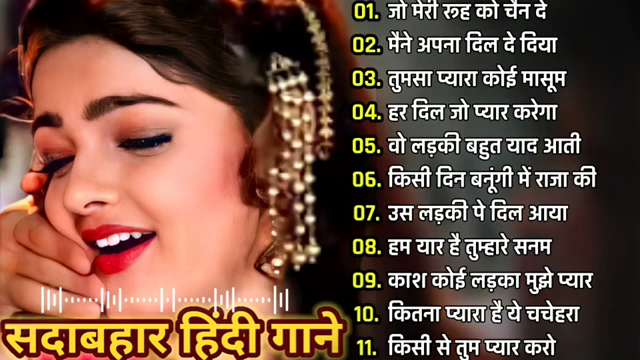 01. जो मेरी रूह को चैन दे
02. मैने अपना दिल दे दिया
03. तुमसा प्यारा कोई मासूम
04. हर दिल जो प्यार करेगा
05. वो लड़की बहुत याद आती
06. किसी दिन बनूंगी में राजा की
07. उस लड़की पे दिल आया
08. हम यार है तुम्हारे सनम
09. काश कोई लड़का मुझे प्यार
10. कितना प्यारा है ये चचेहरा
11. किसी से तुम प्यार करो
सदाबहार हिंदी गाने